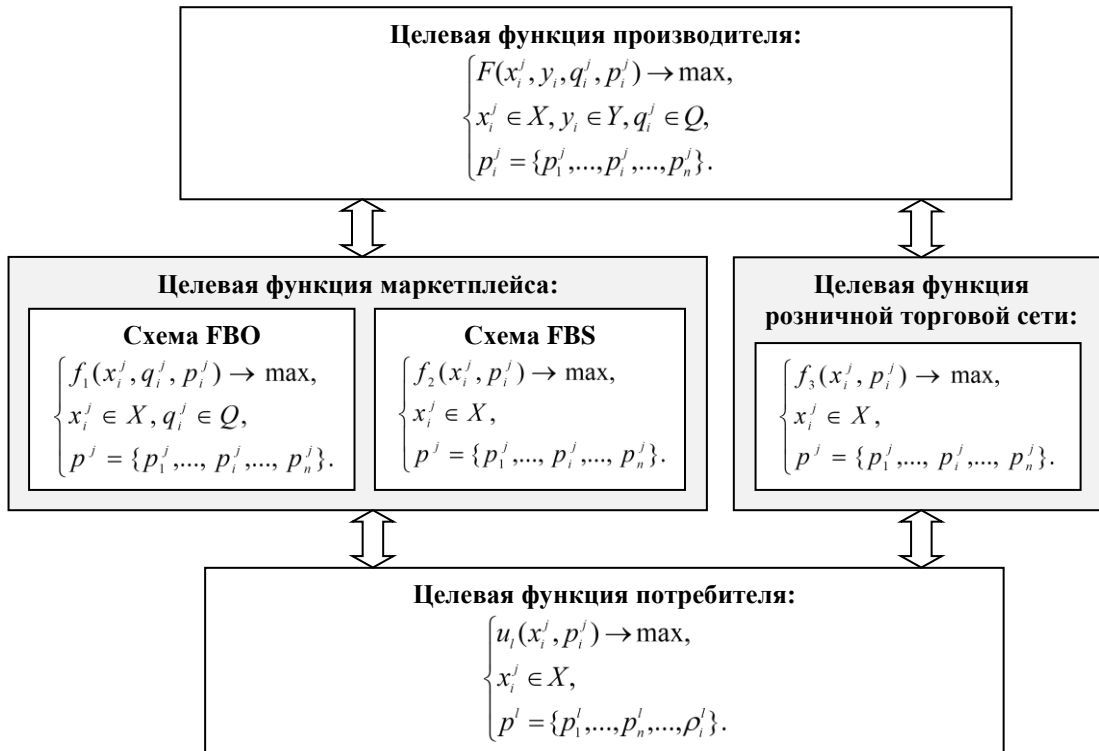 Целевая функция производителя:
F(x_i^j, y_i, q_i^j, p_i^j) → max,
x_i^j ∈ X, y_i ∈ Y, q_i^j ∈ Q,
p_i^j = {p_1^j,..., p_i^j,..., p_n^j}.
Целевая функция маркетплейса:
Схема FBO
f_1(x_i^j, q_i^j, p_i^j) → max,
x_i^j ∈ X, q_i^j ∈ Q,
p^j = {p_1^j,..., p_i^j,..., p_n^j}.
Схема FBS
f_2(x_i^j, p_i^j) → max,
x_i^j ∈ X,
p^j = {p_1^j,..., p_i^j,..., p_n^j}.
Целевая функция
розничной торговой сети:
f_3(x_i^j, p_i^j) → max,
x_i^j ∈ X,
p^j = {p_1^j,..., p_i^j,..., p_n^j}.
Целевая функция потребителя:
u_l(x_i^j, p_i^j) → max,
x_i^j ∈ X,
p^l = {p_1^l,..., p_n^l,..., ρ_i^l}.